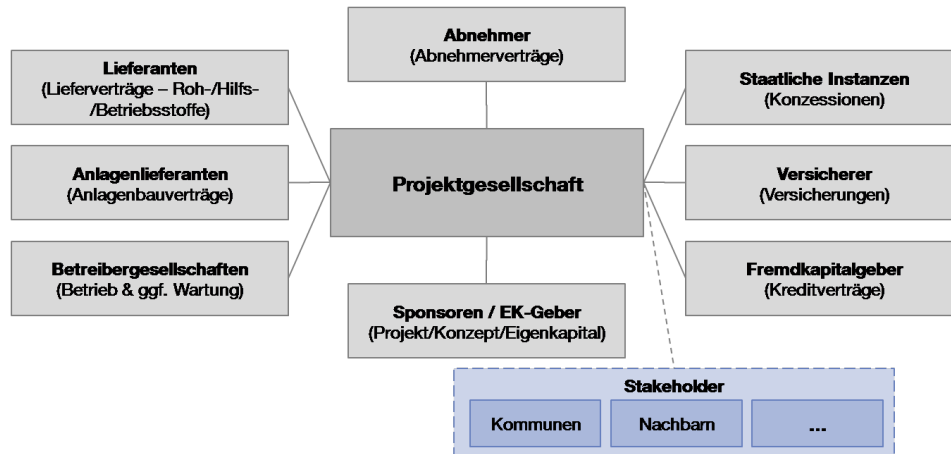 Abnehmer
(Abnehmerverträge)
Lieferanten
(Lieferverträge – Roh-/Hilfs-
/Betriebsstoffe)
Staatliche Instanzen
(Konzessionen)
Anlagenlieferanten
(Anlagenbauverträge)
Projektgesellschaft
Versicherer
(Versicherungen)
Betreibergesellschaften
(Betrieb & ggf. Wartung)
Sponsoren / EK-Geber
(Projekt/Konzept/Eigenkapital)
Fremdkapitalgeber
(Kreditverträge)
Stakeholder
Kommunen
Nachbarn
...